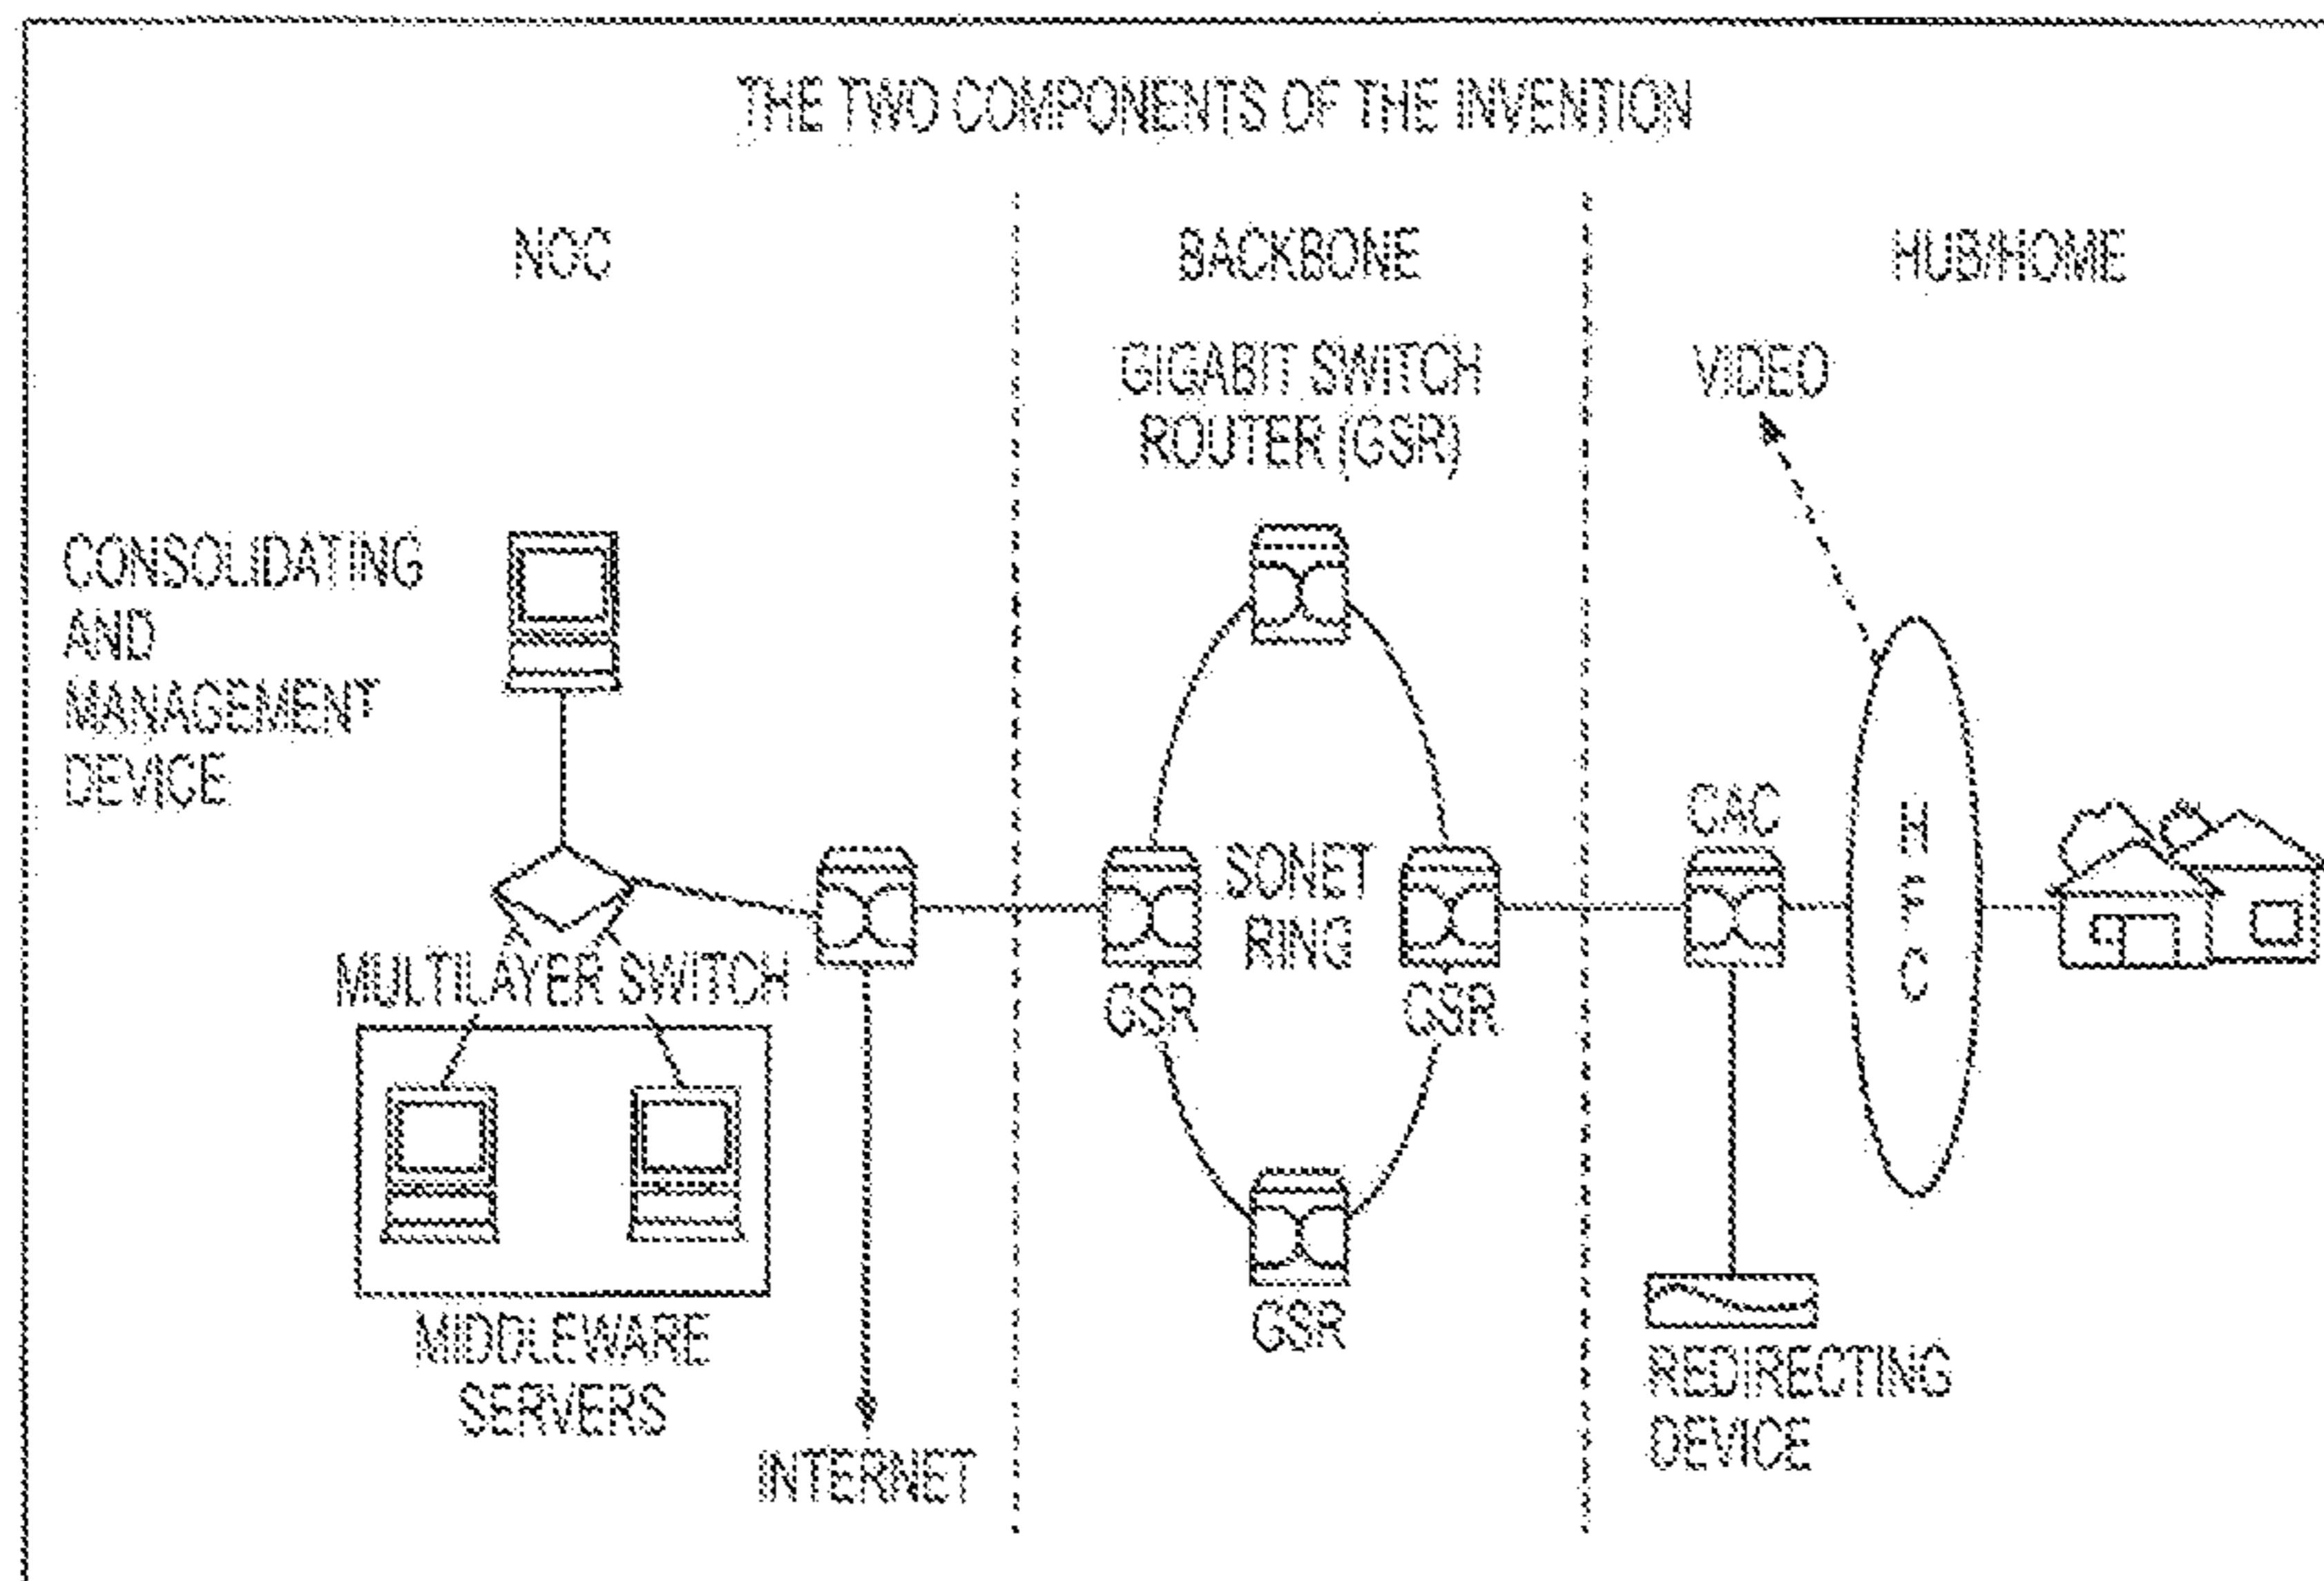 THE TWO COMPONENTS OF THE INVENTION
NOC
BACKBONE
HUB/HOME
GIGABIT SWITCH
ROUTER (GSR)
VIDEO
CONSOLIDATING
AND
MANAGEMENT
DEVICE
CAC
H
F
C
SONET
RING
MULTILAYER SWITCH
GSR
GSR
GSR
MIDDLEWARE
SERVERS
INTERNET
REDIRECTING
DEVICE